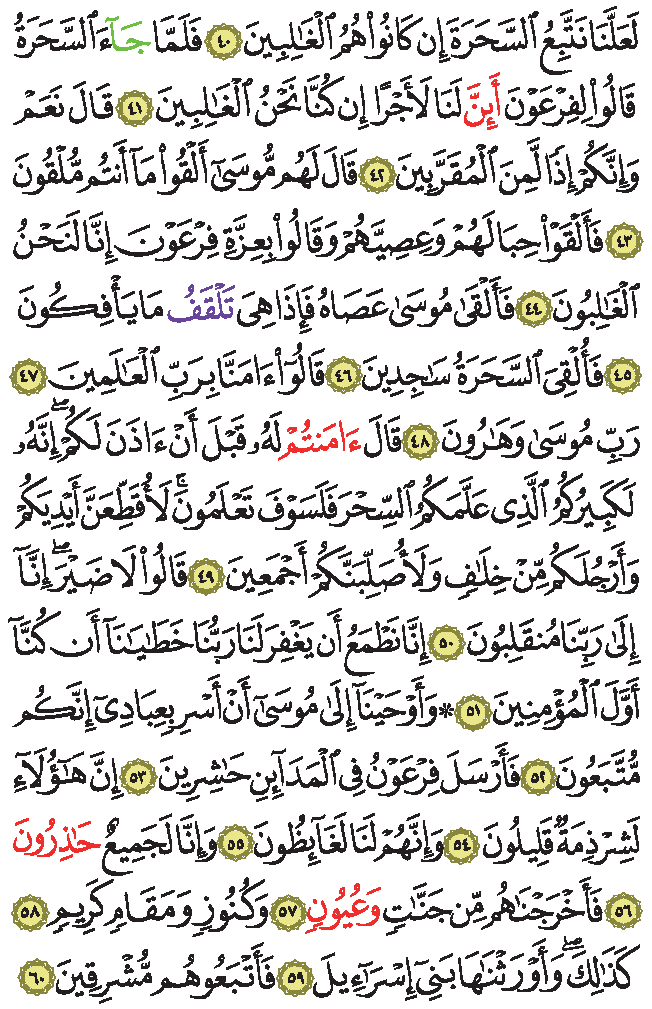 لَعَلَّنَا نَتَّبِعُ ٱلسَّحَرَةَ إِن كَانُوا۟ هُمُ ٱلْغَـٰلِبِينَ ٤٠ فَلَمَّا جَآءَ ٱلسَّحَرَةُ
قَالُوا۟ لِفِرْعَوْنَ أَئِنَّ لَنَا لَأَجْرًا إِن كُنَّا نَحْنُ ٱلْغَـٰلِبِينَ ٤١ قَالَ نَعَمْ
وَإِنَّكُمْ إِذًا لَّمِنَ ٱلْمُقَرَّبِينَ ٤٢ قَالَ لَهُم مُّوسَىٰٓ أَلْقُوا۟ مَآ أَنتُم مُّلْقُونَ
٤٣ فَأَلْقَوْا۟ حِبَالَهُمْ وَعِصِيَّهُمْ وَقَالُوا۟ بِعِزَّةِ فِرْعَوْنَ إِنَّا لَنَحْنُ
ٱلْغَـٰلِبُونَ ٤٤ فَأَلْقَىٰ مُوسَىٰ عَصَاهُ فَإِذَا هِىَ تَلْقَفُ مَا يَأْفِكُونَ
٤٥ فَأُلْقِىَ ٱلسَّحَرَةُ سَـٰجِدِينَ ٤٦ قَالُوٓا۟ ءَامَنَّا بِرَبِّ ٱلْعَـٰلَمِينَ ٤٧
رَبِّ مُوسَىٰ وَهَـٰرُونَ ٤٨ قَالَ ءَامَنتُمْ لَهُۥ قَبْلَ أَنْ ءَاذَنَ لَكُمْ ۖ إِنَّهُۥ
لَكَبِيرُكُمُ ٱلَّذِى عَلَّمَكُمُ ٱلسِّحْرَ فَلَسَوْفَ تَعْلَمُونَ ۚ لَأُقَطِّعَنَّ أَيْدِيَكُمْ
وَأَرْجُلَكُم مِّنْ خِلَـٰفٍ وَلَأُصَلِّبَنَّكُمْ أَجْمَعِينَ ٤٩ قَالُوا۟ لَا ضَيْرَ ۖ إِنَّآ
إِلَىٰ رَبِّنَا مُنقَلِبُونَ ٥٠ إِنَّا نَطْمَعُ أَن يَغْفِرَ لَنَا رَبُّنَا خَطَـٰيَـٰنَآ أَن كُنَّآ
أَوَّلَ ٱلْمُؤْمِنِينَ ٥١ * وَأَوْحَيْنَآ إِلَىٰ مُوسَىٰٓ أَنْ أَسْرِ بِعِبَادِىٓ إِنَّكُم
مُّتَّبَعُونَ ٥٢ فَأَرْسَلَ فِرْعَوْنُ فِى ٱلْمَدَآئِنِ حَـٰشِرِينَ ٥٣ إِنَّ هَـٰٓؤُلَآءِ
لَشِرْذِمَةٌ قَلِيلُونَ ٥٤ وَإِنَّهُمْ لَنَا لَغَآئِظُونَ ٥٥ وَإِنَّا لَجَمِيعٌ حَـٰذِرُونَ
٥٦ فَأَخْرَجْنَـٰهُم مِّن جَنَّـٰتٍ وَعُيُونٍ ٥٧ وَكُنُوزٍ وَمَقَامٍ كَرِيمٍ ٥٨
كَذَٰلِكَ ۖ وَأَوْرَثْنَـٰهَا بَنِىٓ إِسْرَٰٓءِيلَ ٥٩ فَأَتْبَعُوهُم مُّشْرِقِينَ ٦٠